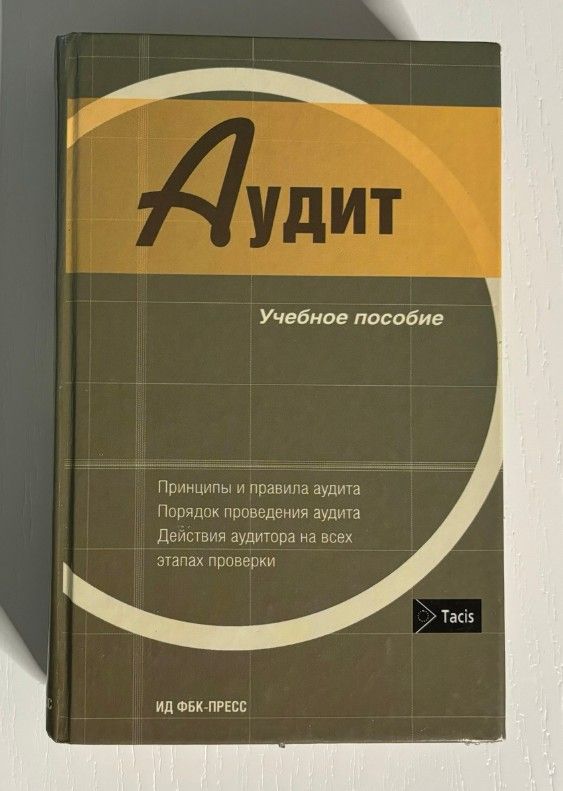 Аудит
Учебное пособие
Принципы и правила аудита
Порядок проведения аудита
Действия аудитора на всех
этапах проверки
Tacis
ИД ФБК-ПРЕСС